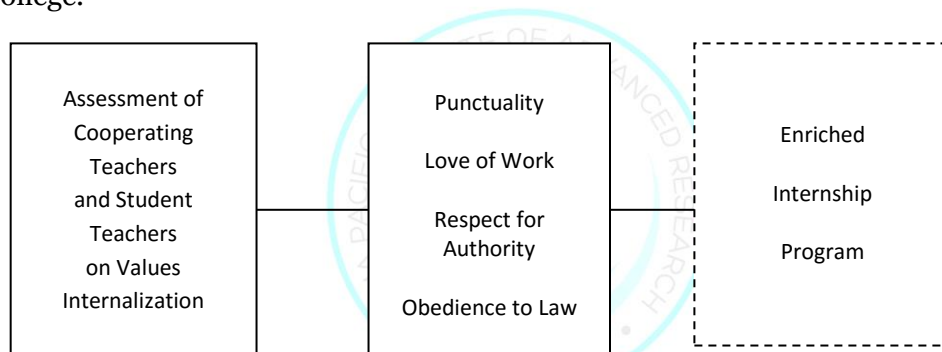 ollege.
Assessment of
Cooperating
Teachers
and Student
Teachers
on Values
Internalization
Punctuality
Love of Work
Respect for
Authority
Obedience to Law
Enriched
Internship
Program